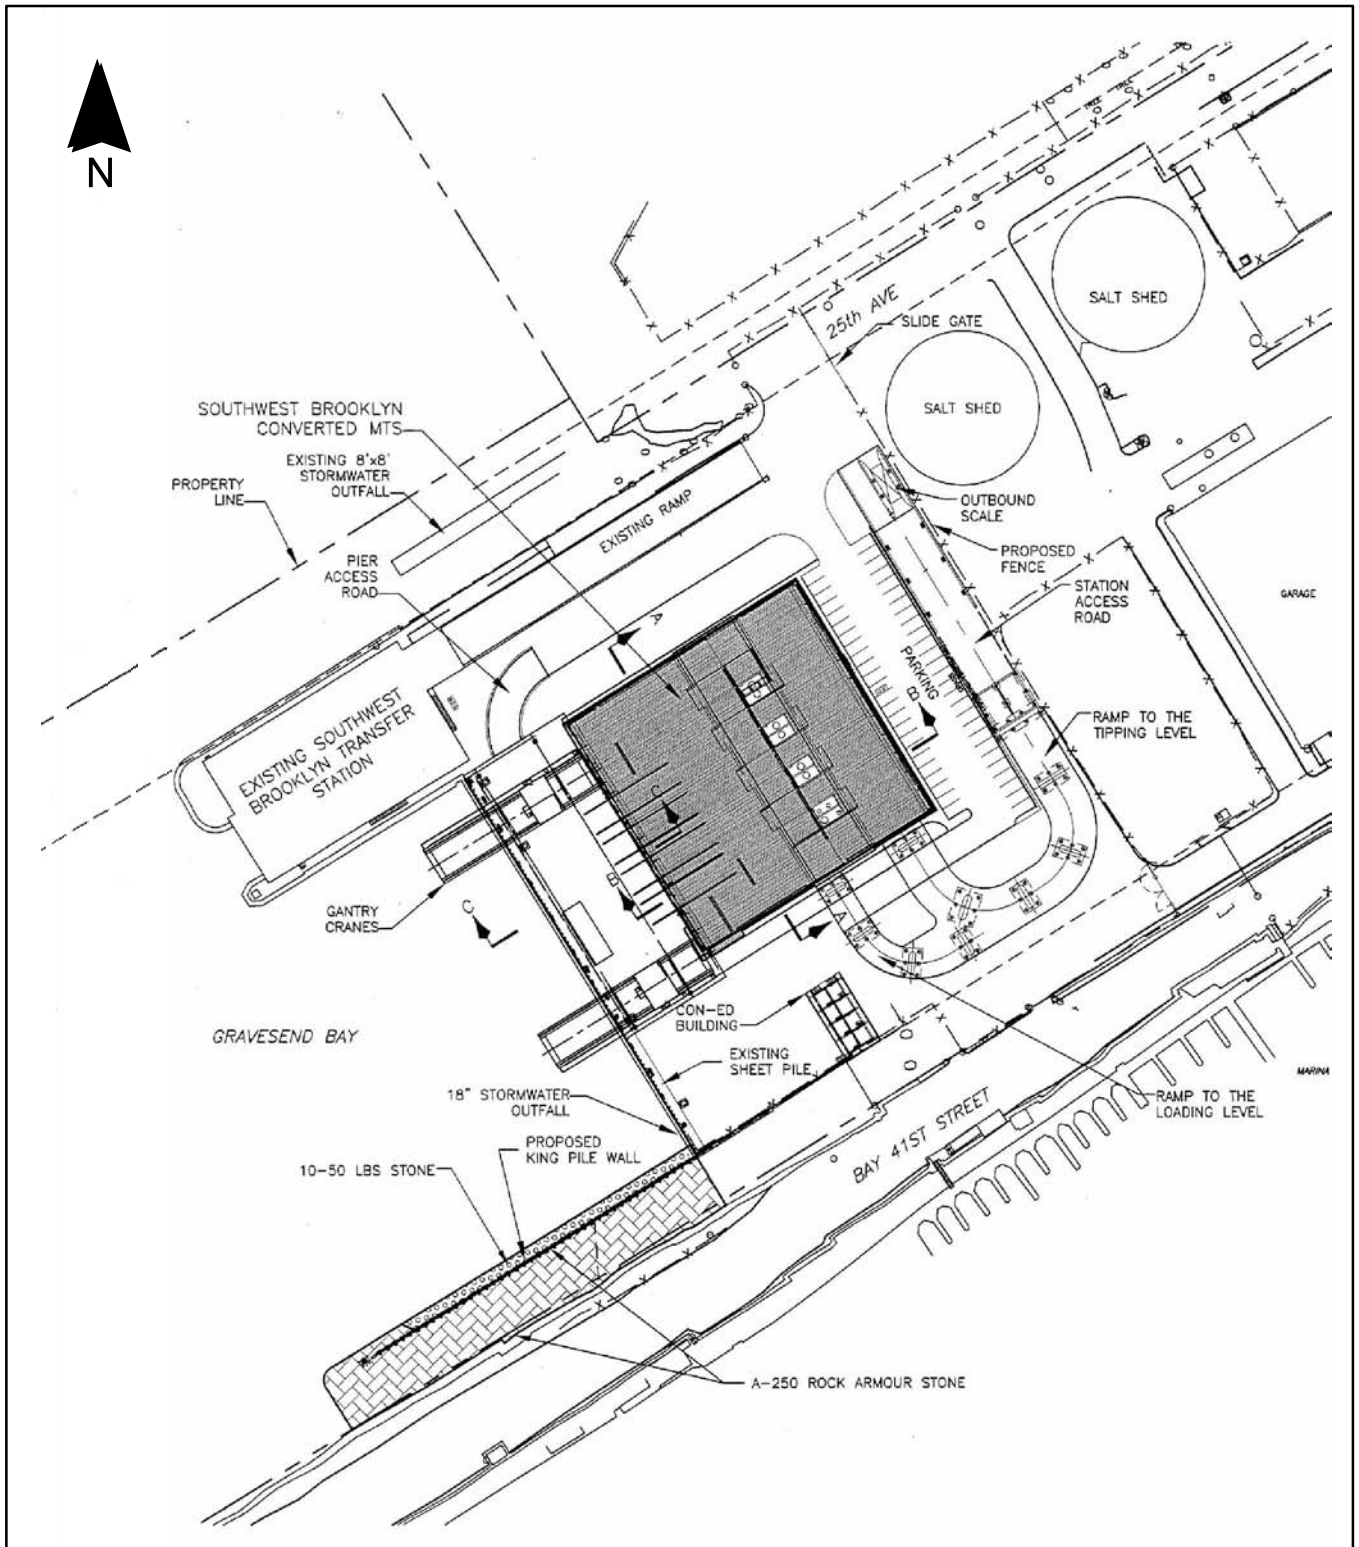 N
TREE TREE
SALT SHED
25th AVE
SLIDE GATE
SALT SHED
SOUTHWEST BROOKLYN
CONVERTED MTS
EXISTING 8'x8'
STORMWATER
OUTFALL
PROPERTY
LINE
EXISTING RAMP
OUTBOUND
SCALE
PROPOSED
FENCE
PIER
ACCESS
ROAD
STATION
ACCESS
ROAD
GARAGE
A
PARKING
B
EXISTING SOUTHWEST
BROOKLYN TRANSFER
STATION
RAMP TO THE
TIPPING LEVEL
C
B
GANTRY
CRANES
C
A
GRAVESEND BAY
CON-ED
BUILDING
EXISTING
SHEET PILE
MARINA
18" STORMWATER
OUTFALL
RAMP TO THE
LOADING LEVEL
BAY 41ST STREET
PROPOSED
KING PILE WALL
10-50 LBS STONE
A-250 ROCK ARMOUR STONE